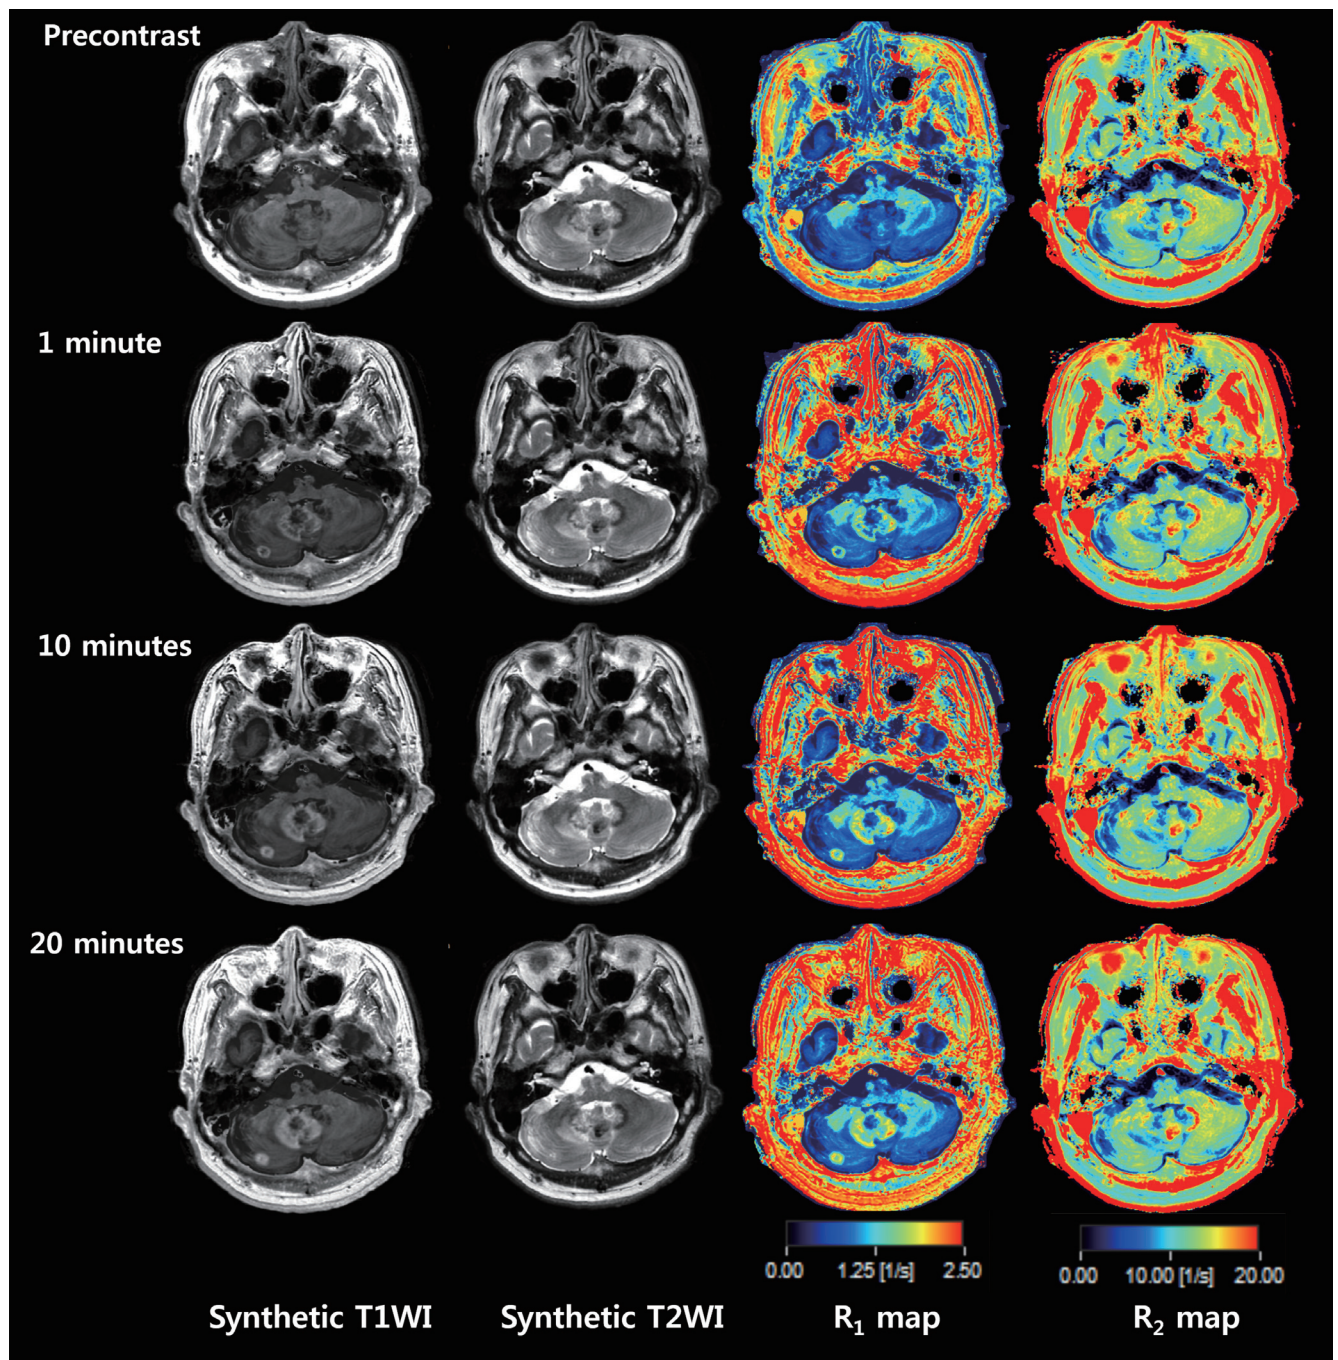 Precontrast
1 minute
10 minutes
20 minutes
0.00 1.25 [1/s] 2.50
0.00 10.00 [1/s] 20.00
Synthetic T1WI Synthetic T2WI R₁ map R₂ map